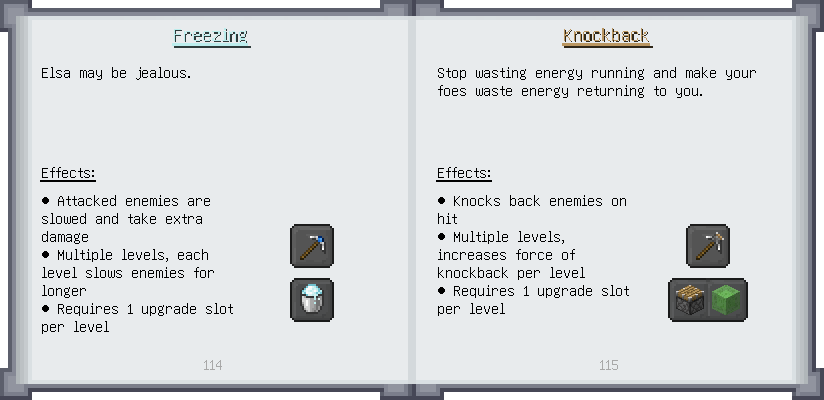 Freezing
Elsa may be jealous.
Effects:
● Attacked enemies are
slowed and take extra
damage
● Multiple levels, each
level slows enemies for
longer
● Requires 1 upgrade slot
per level
114
Knockback
Stop wasting energy running and make your
foes waste energy returning to you.
Effects:
● Knocks back enemies on
hit
● Multiple levels,
increases force of
knockback per level
● Requires 1 upgrade slot
per level
115